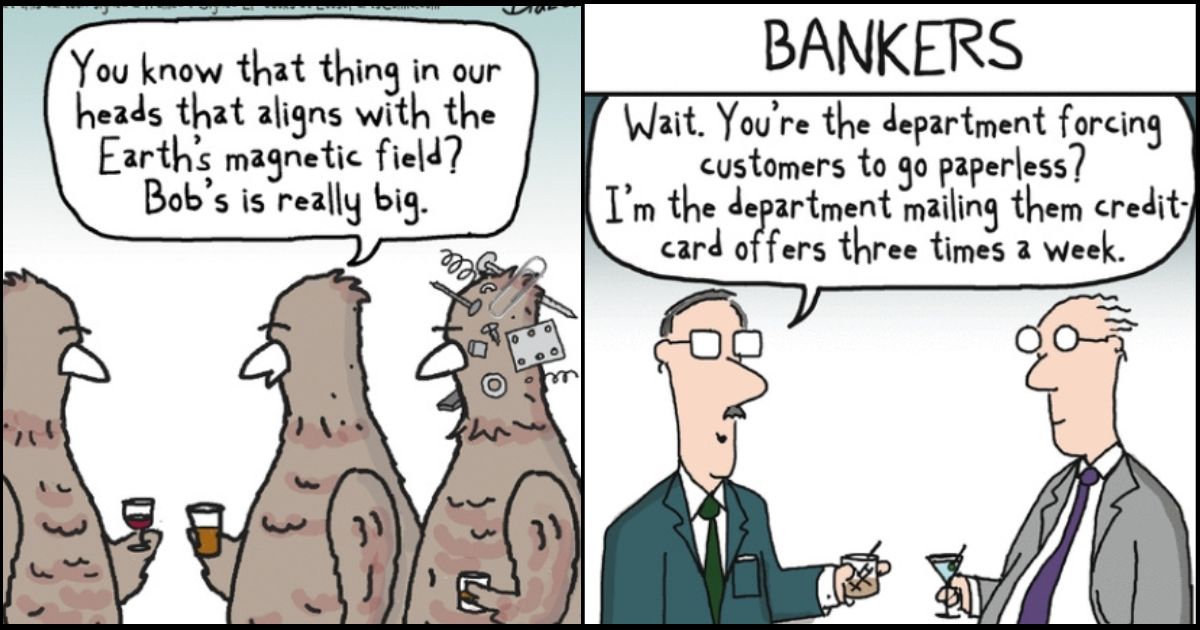 You know that thing in our
heads that aligns with the
Earth's magnetic field?
Bob's is really big.
BANKERS
Wait. You're the department forcing
customers to go paperless?
I'm the department mailing them credit-
card offers three times a week.